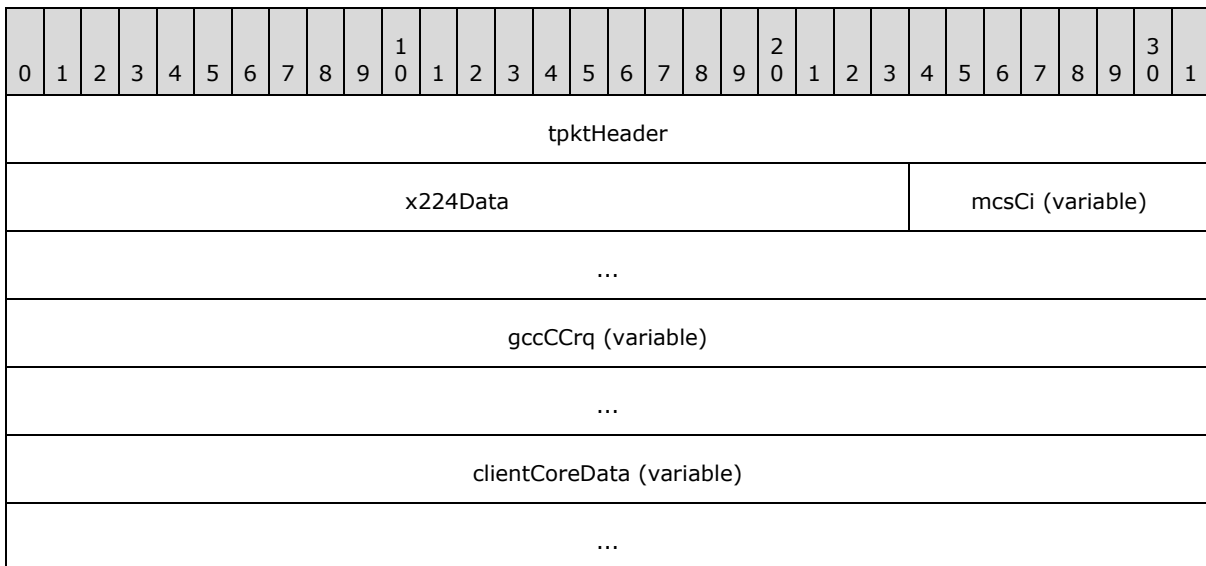 0 1 2 3 4 5 6 7 8 9 1 0 1 2 3 4 5 6 7 8 9 2 0 1 2 3 4 5 6 7 8 9 3 0 1
tpktHeader
x224Data mcsCi (variable)
...
gccCCrq (variable)
...
clientCoreData (variable)
...